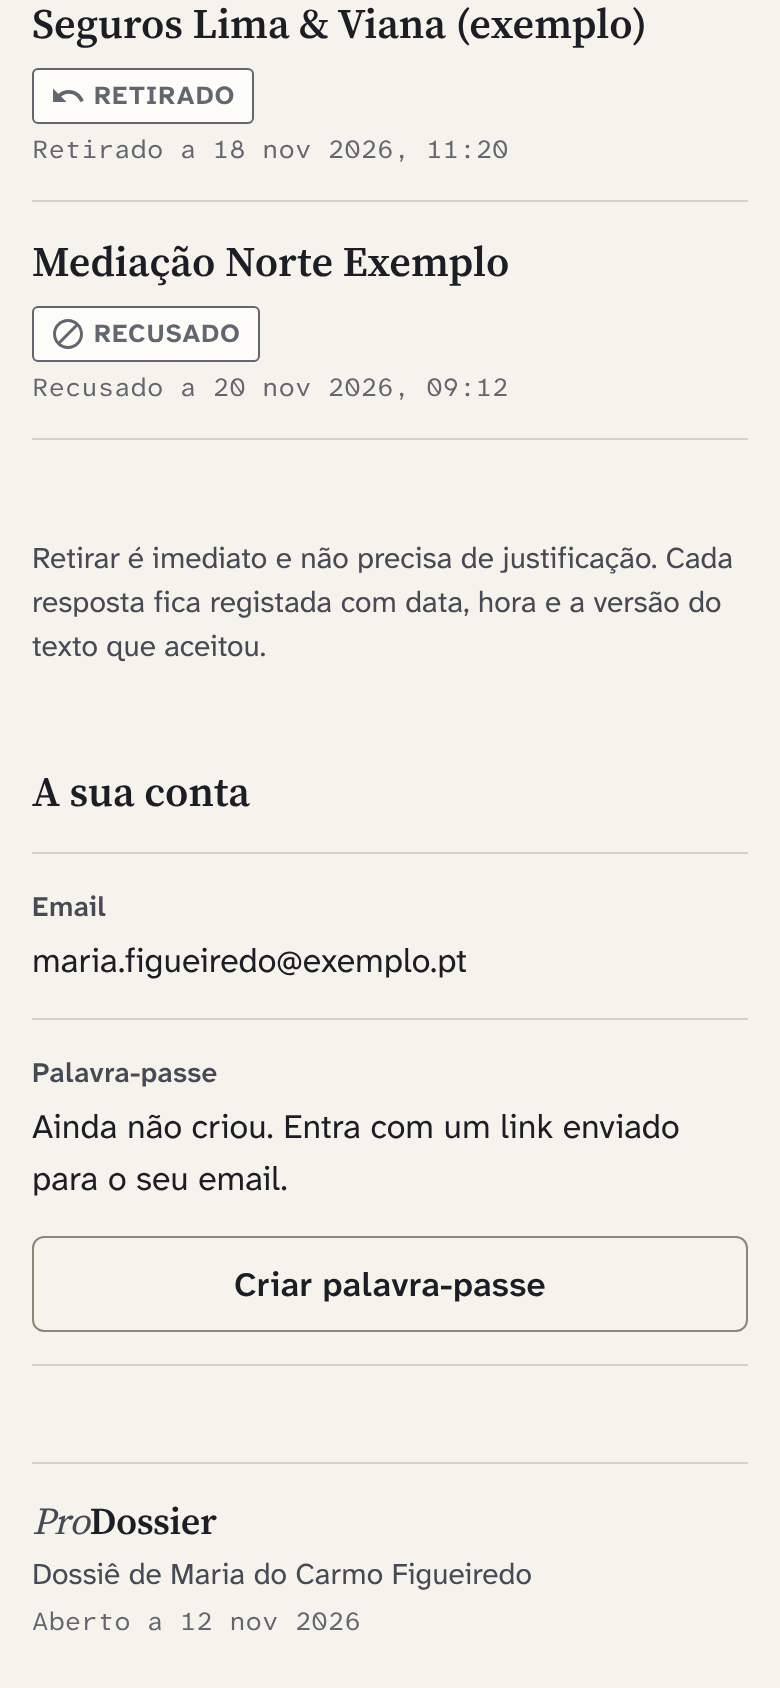 Seguros Lima & Viana (exemplo)
RETIRADO
Retirado a 18 nov 2026, 11:20
Mediação Norte Exemplo
RECUSADO
Recusado a 20 nov 2026, 09:12
Retirar é imediato e não precisa de justificação. Cada
resposta fica registada com data, hora e a versão do
texto que aceitou.
A sua conta
Email
maria.figueiredo@exemplo.pt
Palavra-passe
Ainda não criou. Entra com um link enviado
para o seu email.
Criar palavra-passe
ProDossier
Dossiê de Maria do Carmo Figueiredo
Aberto a 12 nov 2026